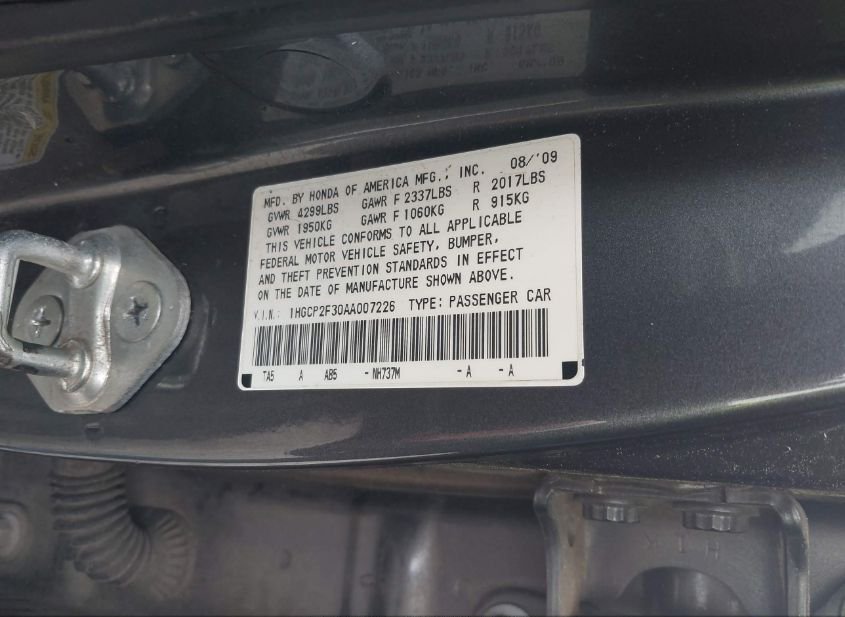 MFD. BY HONDA OF AMERICA MFG., INC. 08/'09
GVWR 4299LBS GAWR F 2337LBS R 2017LBS
GVWR 1950KG GAWR F 1060KG R 915KG
THIS VEHICLE CONFORMS TO ALL APPLICABLE
FEDERAL MOTOR VEHICLE SAFETY, BUMPER,
AND THEFT PREVENTION STANDARDS IN EFFECT
ON THE DATE OF MANUFACTURE SHOWN ABOVE.
V.I.N.: 1HGCP2F30AA007226 TYPE: PASSENGER CAR
TA5 A AB5 - NH737M - A - A